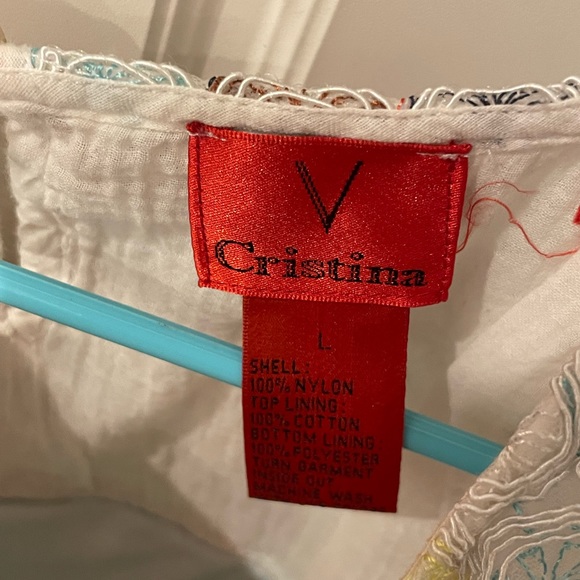 V
Cristina
L
SHELL:
100% NYLON
TOP LINING:
100% COTTON
BOTTOM LINING
100% POLYESTER
TURN GARMENT
INSIDE OUT
MACHINE WASH